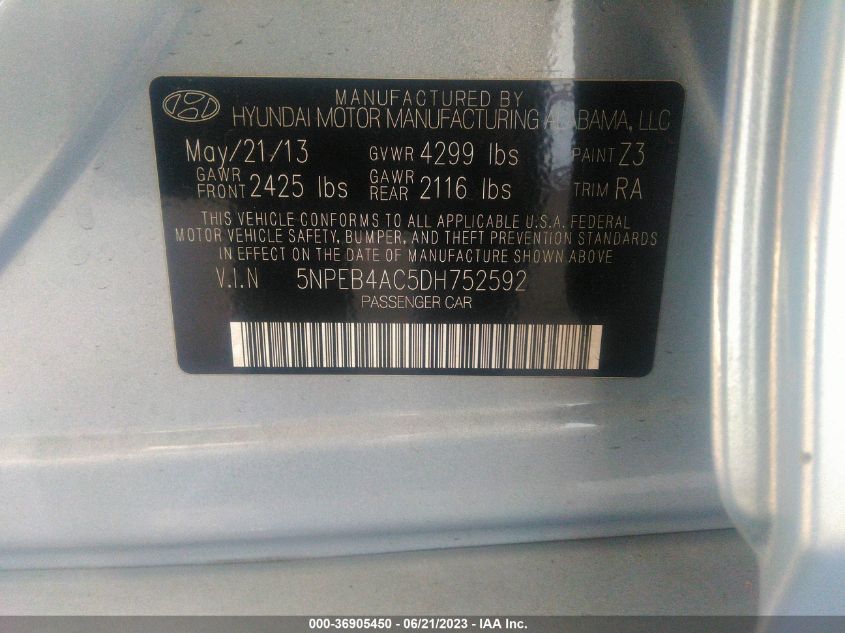 MANUFACTURED BY
HYUNDAI MOTOR MANUFACTURING ALABAMA, LLC
May/21/13 GVWR 4299 lbs PAINT Z3
GAWR FRONT 2425 lbs GAWR REAR 2116 lbs TRIM RA
THIS VEHICLE CONFORMS TO ALL APPLICABLE U.S.A. FEDERAL
MOTOR VEHICLE SAFETY, BUMPER, AND THEFT PREVENTION STANDARDS
IN EFFECT ON THE DATE OF MANUFACTURE SHOWN ABOVE
V.I.N 5NPEB4AC5DH752592
PASSENGER CAR
000-36905450 - 06/21/2023 - IAA Inc.